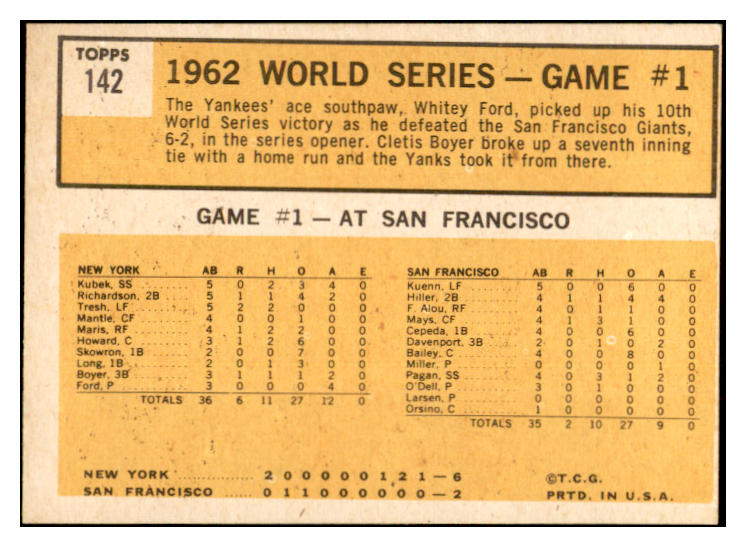 TOPPS
142
1962 WORLD SERIES — GAME #1
The Yankees' ace southpaw, Whitey Ford, picked up his 10th
World Series victory as he defeated the San Francisco Giants,
6-2, in the series opener. Cletis Boyer broke up a seventh inning
tie with a home run and the Yanks took it from there.
GAME #1 — AT SAN FRANCISCO
NEW YORK AB R H O A E
Kubek, SS ..... 5 0 2 3 4 0
Richardson, 2B .... 5 1 1 4 2 0
Tresh, LF ..... 5 2 2 0 0 0
Mantle, CF ..... 4 0 0 1 0 0
Maris, RF ..... 4 1 2 2 0 0
Howard, C ..... 3 1 2 6 0 0
Skowron, 1B ..... 2 0 0 7 0 0
Long, 1B ..... 2 0 1 3 0 0
Boyer, 3B ..... 3 1 1 1 2 0
Ford, P ..... 3 0 0 0 4 0
TOTALS 36 6 11 27 12 0
SAN FRANCISCO AB R H O A E
Kuenn, LF ..... 5 0 0 6 0 0
Hiller, 2B ..... 4 1 1 4 4 0
F. Alou, RF ..... 4 0 1 1 0 0
Mays, CF ..... 4 1 3 1 0 0
Cepeda, 1B ..... 4 0 0 6 0 0
Davenport, 3B ..... 2 0 1 0 2 0
Bailey, C ..... 4 0 0 8 0 0
Miller, P ..... 0 0 0 0 1 0
Pagan, SS ..... 4 0 3 1 2 0
O'Dell, P ..... 3 0 1 0 0 0
Larsen, P ..... 0 0 0 0 0 0
Orsino, C ..... 1 0 0 0 0 0
TOTALS 35 2 10 27 9 0
NEW YORK .............. 2 0 0 0 0 0 1 2 1 — 6
SAN FRANCISCO ..... 0 1 1 0 0 0 0 0 0 — 2
©T.C.G.
PRTD. IN U.S.A.